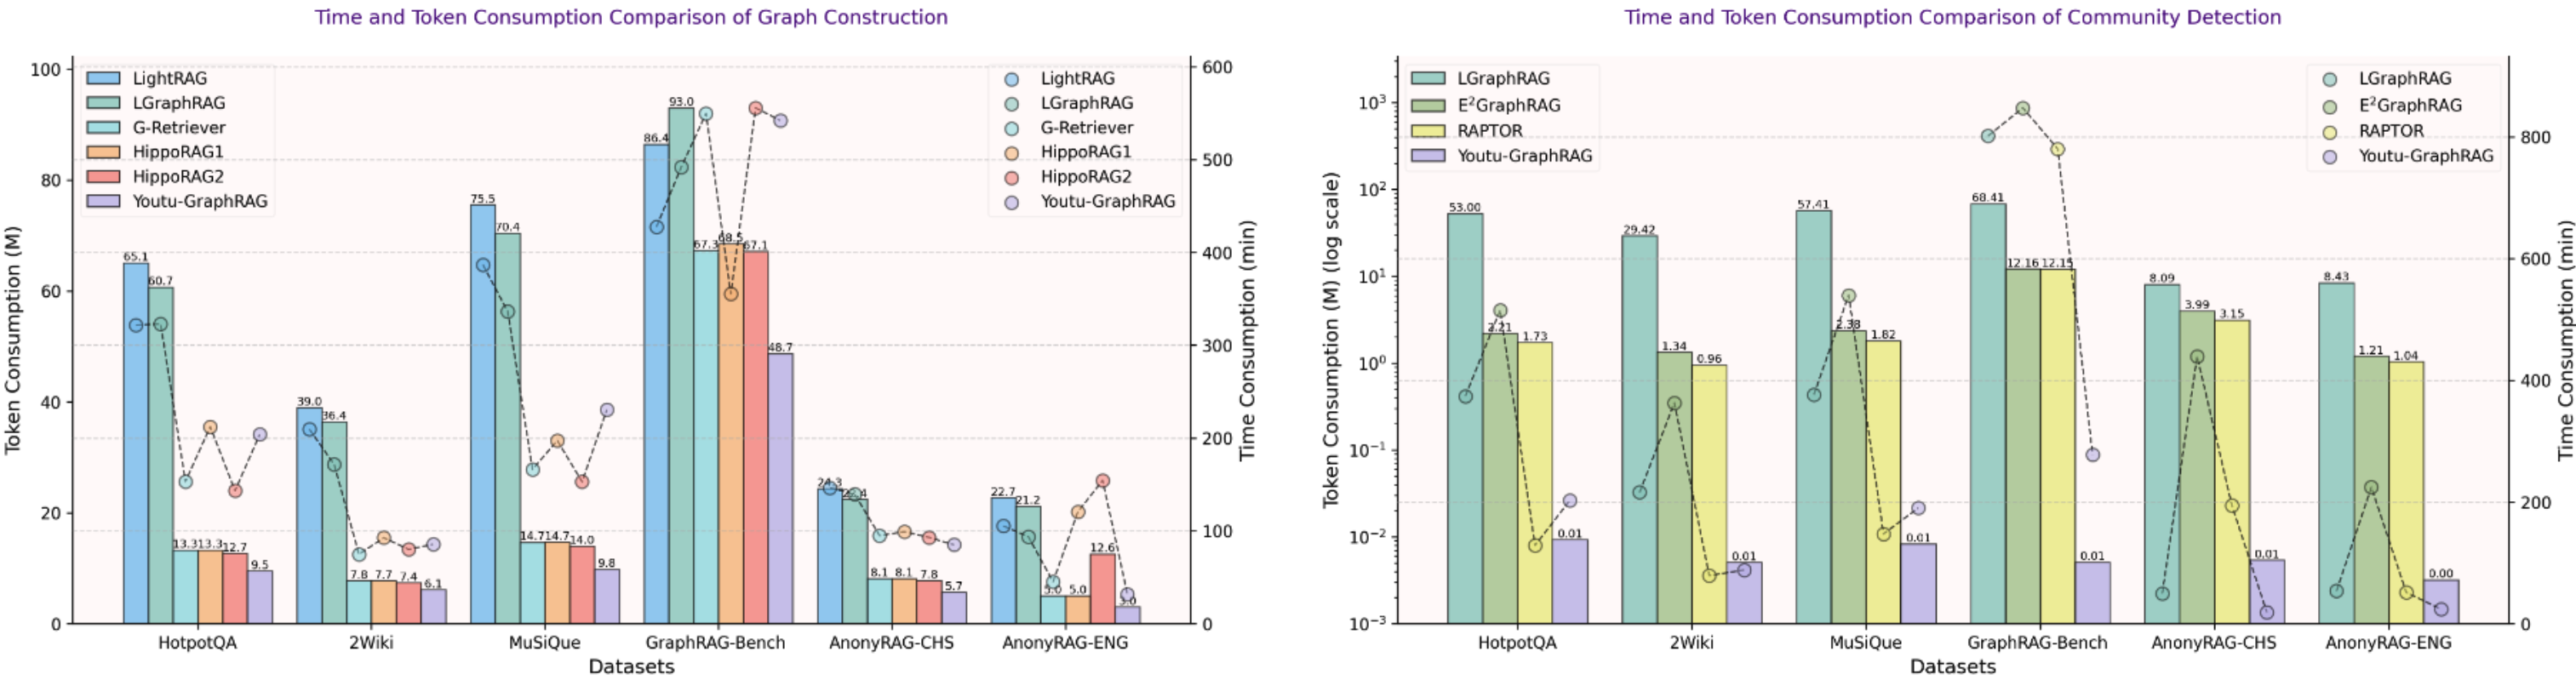 Time and Token Consumption Comparison of Graph Construction
Token Consumption (M)
100
80
60
40
20
0
LightRAG
LGraphRAG
G-Retriever
HippoRAG1
HippoRAG2
Youtu-GraphRAG
LightRAG
LGraphRAG
G-Retriever
HippoRAG1
HippoRAG2
Youtu-GraphRAG
65.1 60.7 13.3 13.3 12.7 9.5
39.0 36.4 7.8 7.7 7.4 6.1
75.5 70.4 14.7 14.7 14.0 9.8
86.4 93.0 67.3 68.5 67.1 48.7
24.3 8.1 8.1 7.8 5.7
22.7 21.2 5.0 5.0 12.6 3.0
600
500
400
300
200
100
0
Time Consumption (min)
HotpotQA 2Wiki MuSiQue GraphRAG-Bench AnonyRAG-CHS AnonyRAG-ENG
Datasets
Time and Token Consumption Comparison of Community Detection
Token Consumption (M) (log scale)
10³
10²
10¹
10⁰
10⁻¹
10⁻²
10⁻³
LGraphRAG
E²GraphRAG
RAPTOR
Youtu-GraphRAG
LGraphRAG
E²GraphRAG
RAPTOR
Youtu-GraphRAG
53.00 2.21 1.73 0.01
29.42 1.34 0.96 0.01
57.41 2.38 1.82 0.01
68.41 12.16 12.15 0.01
8.09 3.99 3.15 0.01
8.43 1.21 1.04 0.00
800
600
400
200
0
Time Consumption (min)
HotpotQA 2Wiki MuSiQue GraphRAG-Bench AnonyRAG-CHS AnonyRAG-ENG
Datasets